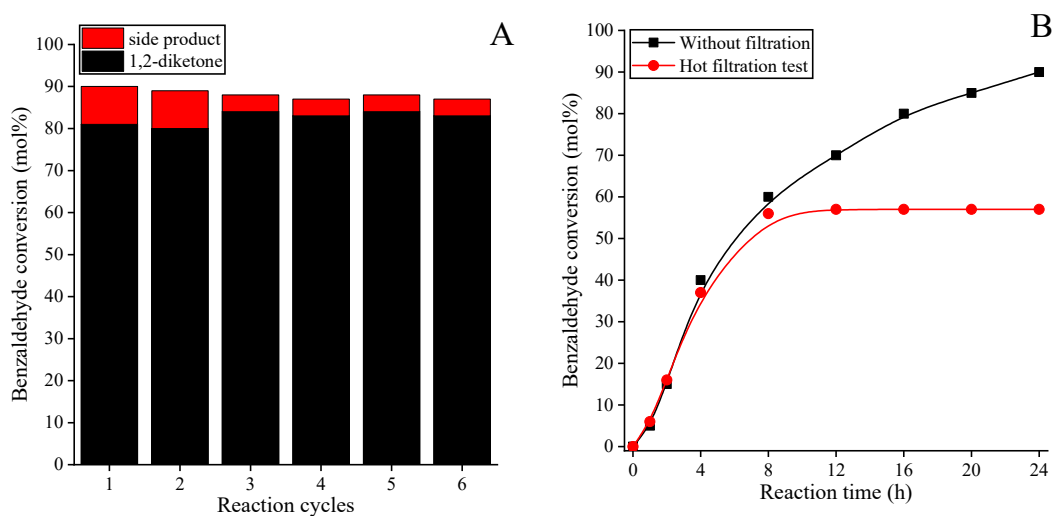 A
side product
1,2-diketone
Benzaldehyde conversion (mol%)
100
90
80
70
60
50
40
30
20
10
0
1 2 3 4 5 6
Reaction cycles
B
Without filtration
Hot filtration test
Benzaldehyde conversion (mol%)
100
90
80
70
60
50
40
30
20
10
0
0 4 8 12 16 20 24
Reaction time (h)